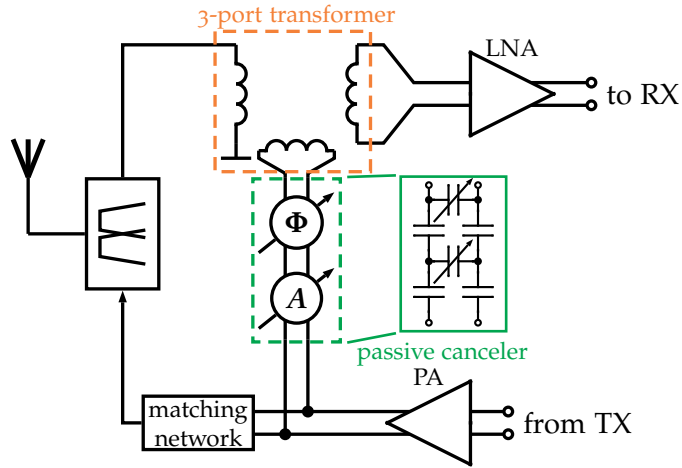 3-port transformer
LNA
to RX
Φ
A
passive canceler
PA
matching
network
from TX